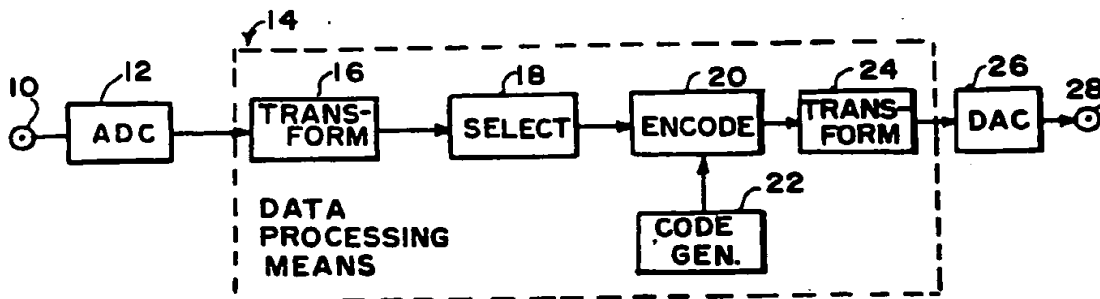 14
10
12
16
18
20
24
26
28
ADC
TRANS-
FORM
SELECT
ENCODE
TRANS-
FORM
DAC
22
CODE
GEN.
DATA
PROCESSING
MEANS